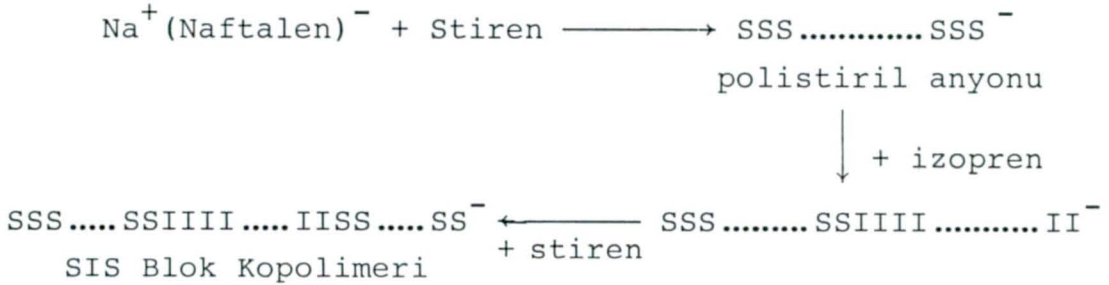 Na⁺(Naftalen)⁻ + Stiren ⟶ SSS.............SSS⁻
polistiril anyonu
+ izopren
SSS.....SSIIII.....IISS.....SS⁻ ⟵ SSS.........SSIIII...........II⁻
+ stiren
SIS Blok Kopolimeri